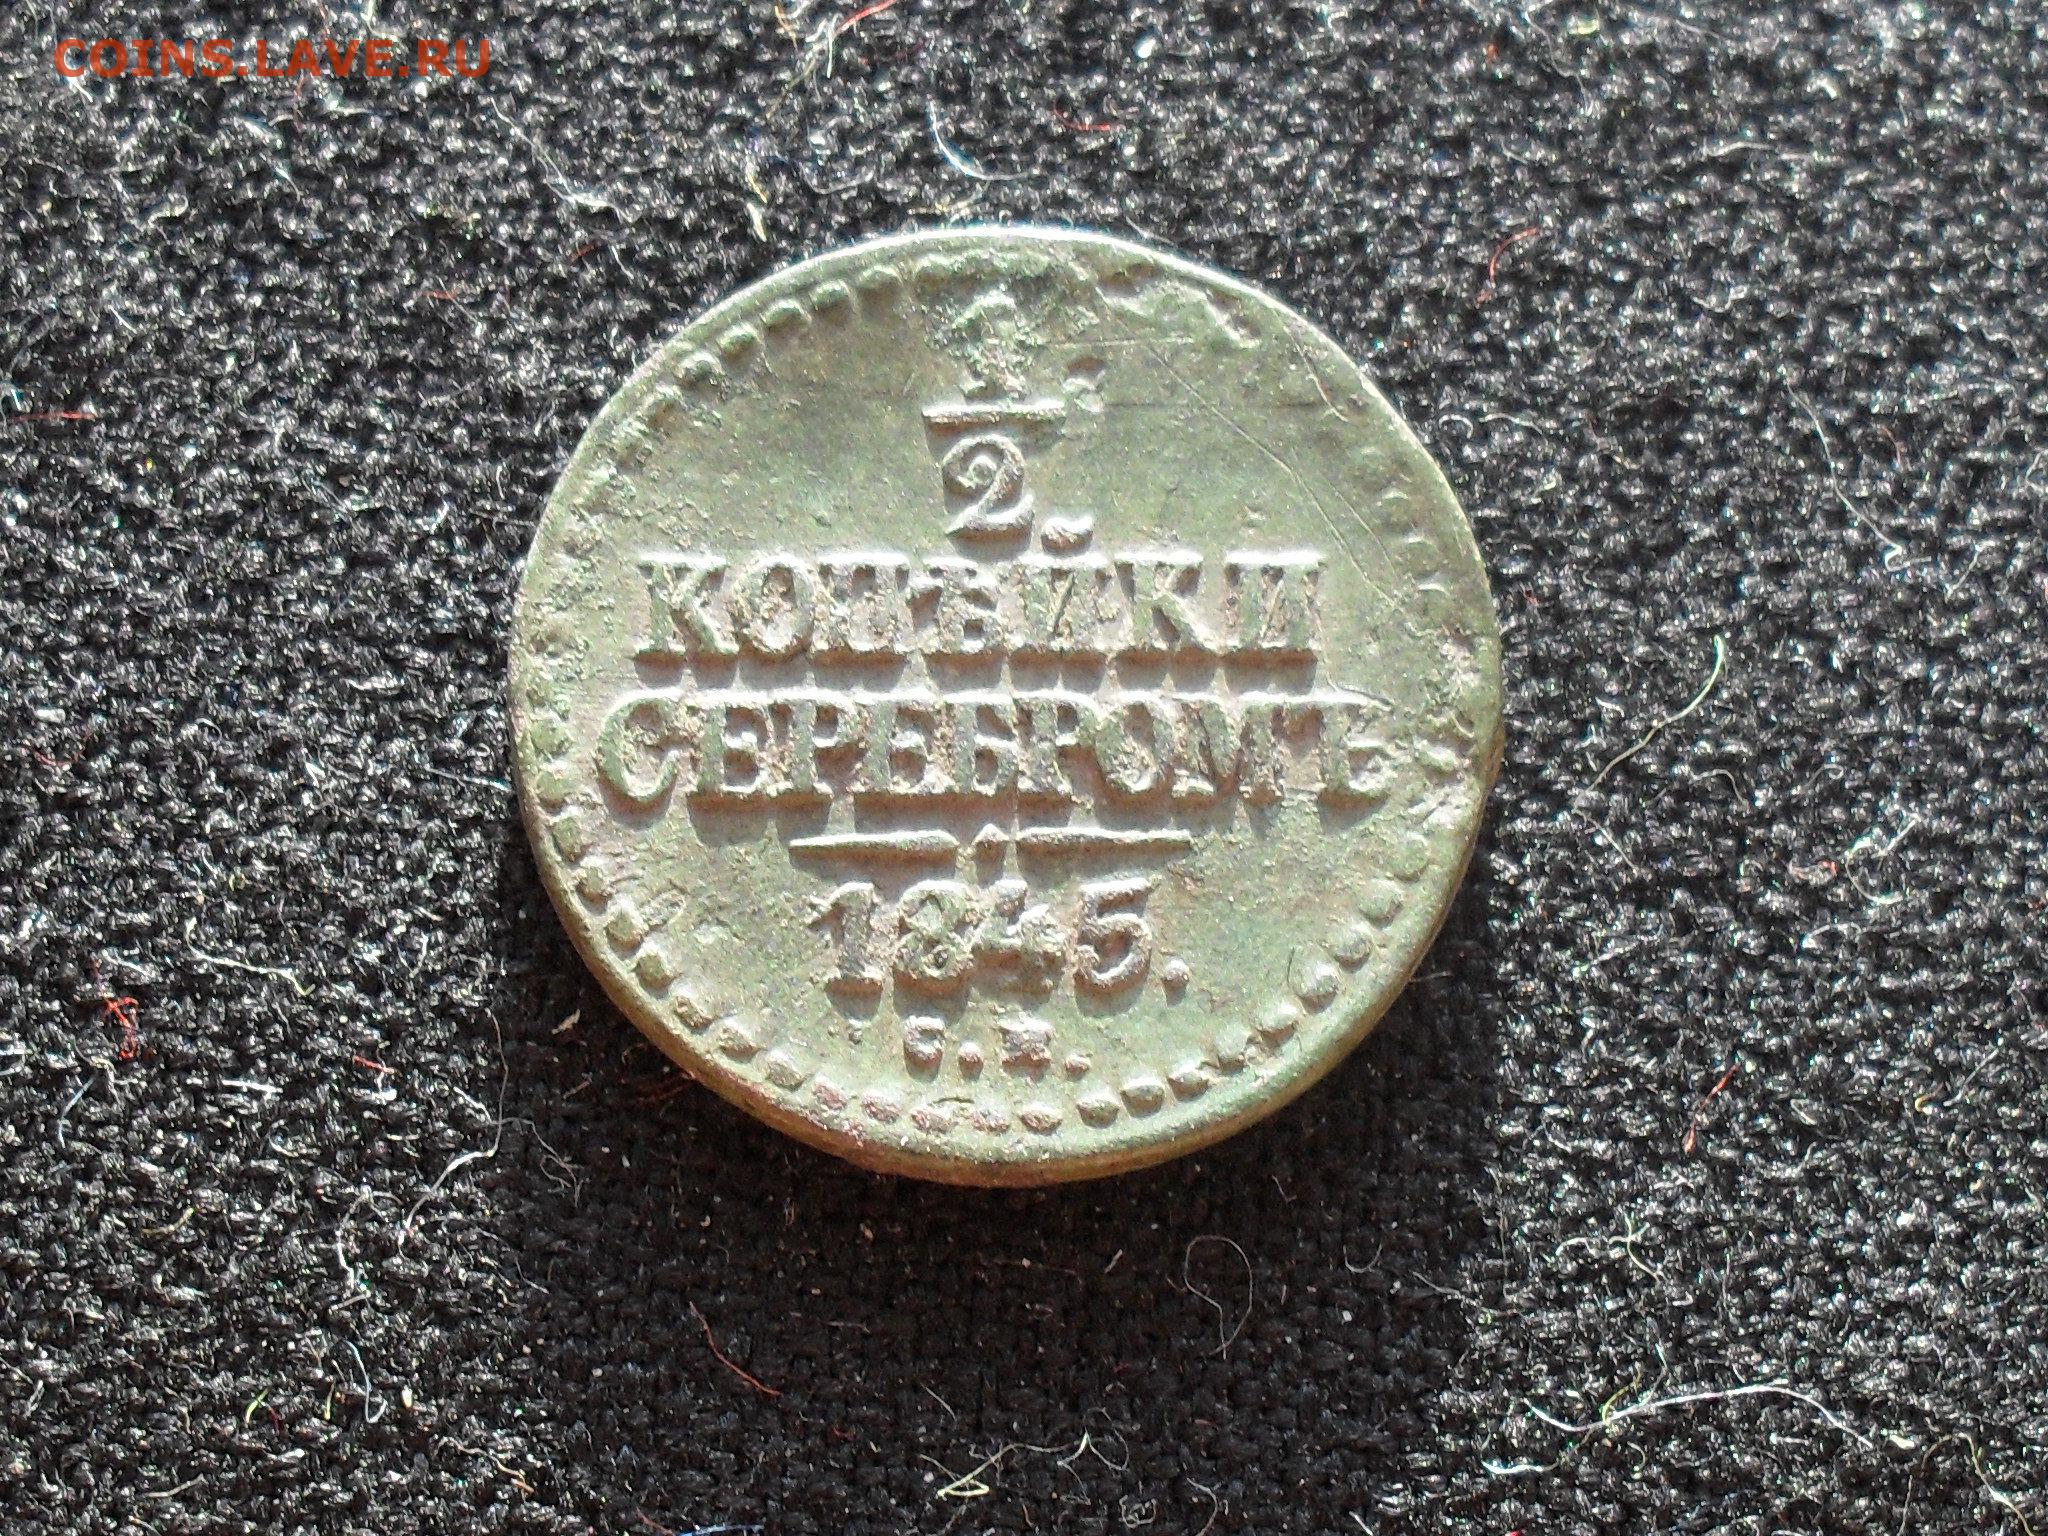 COINS.LAVE.RU
1
2.
КОПѢЙКИ
СЕРЕБРОМЪ
1845.
С.М.